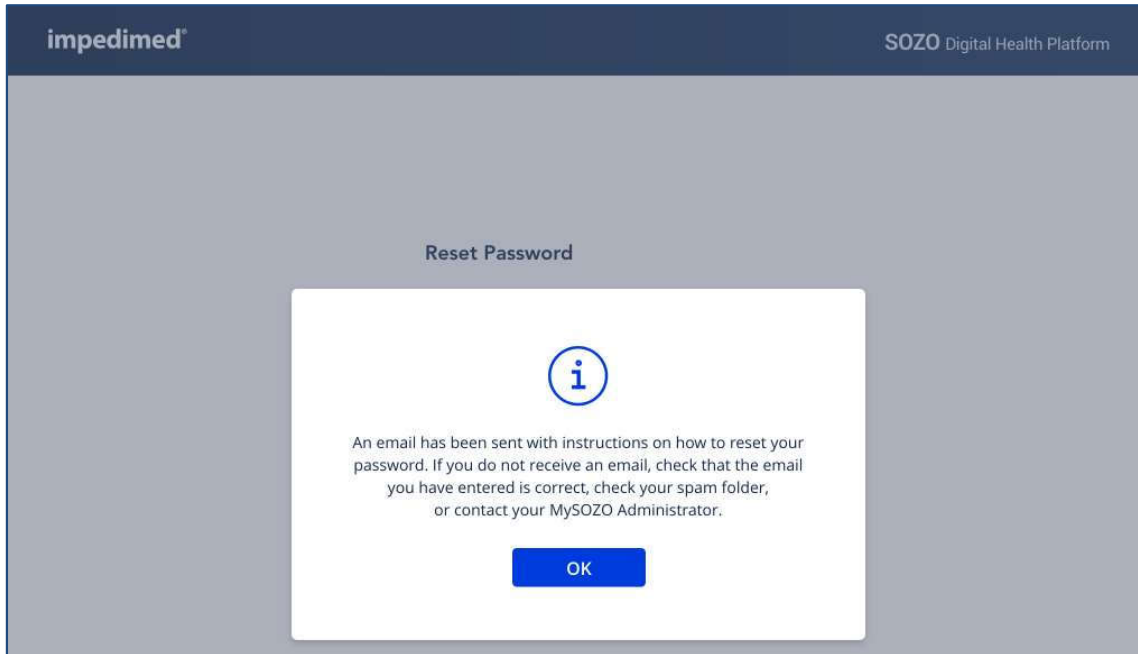 impedimed®
SOZO Digital Health Platform
Reset Password
i
An email has been sent with instructions on how to reset your
password. If you do not receive an email, check that the email
you have entered is correct, check your spam folder,
or contact your MySOZO Administrator.
OK